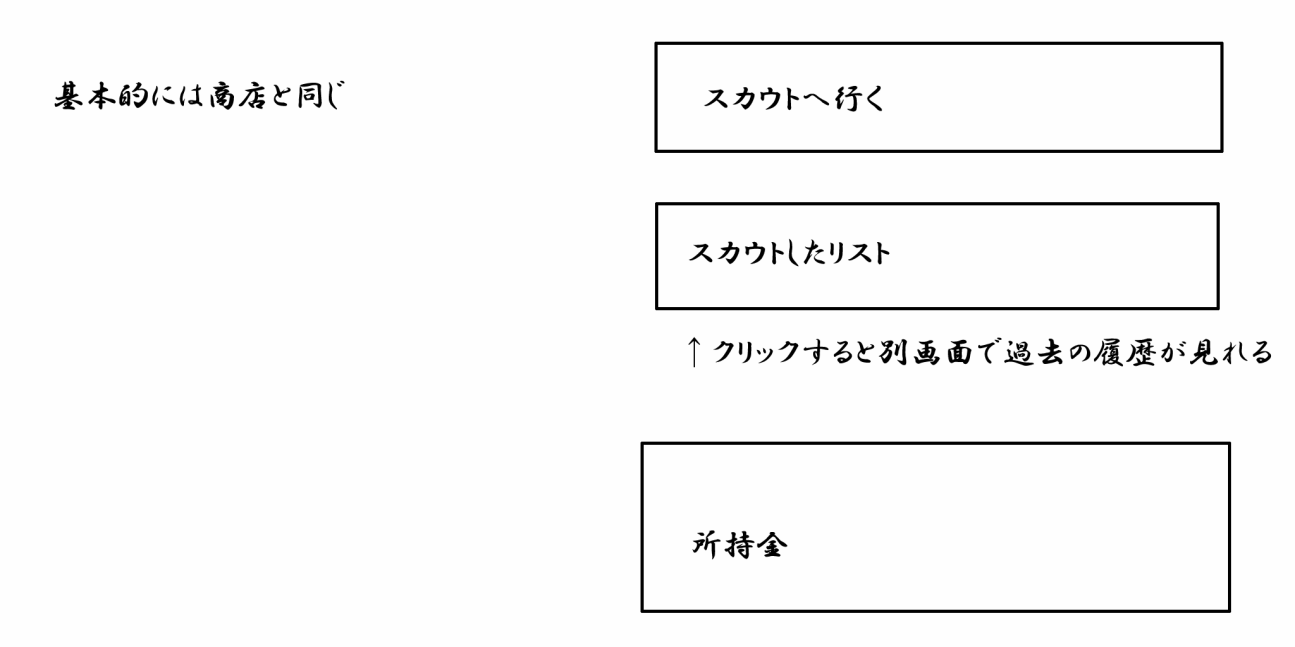 基本的には商店と同じ
スカウトへ行く
スカウトしたリスト
↑クリックすると別画面で過去の履歴が見れる
所持金